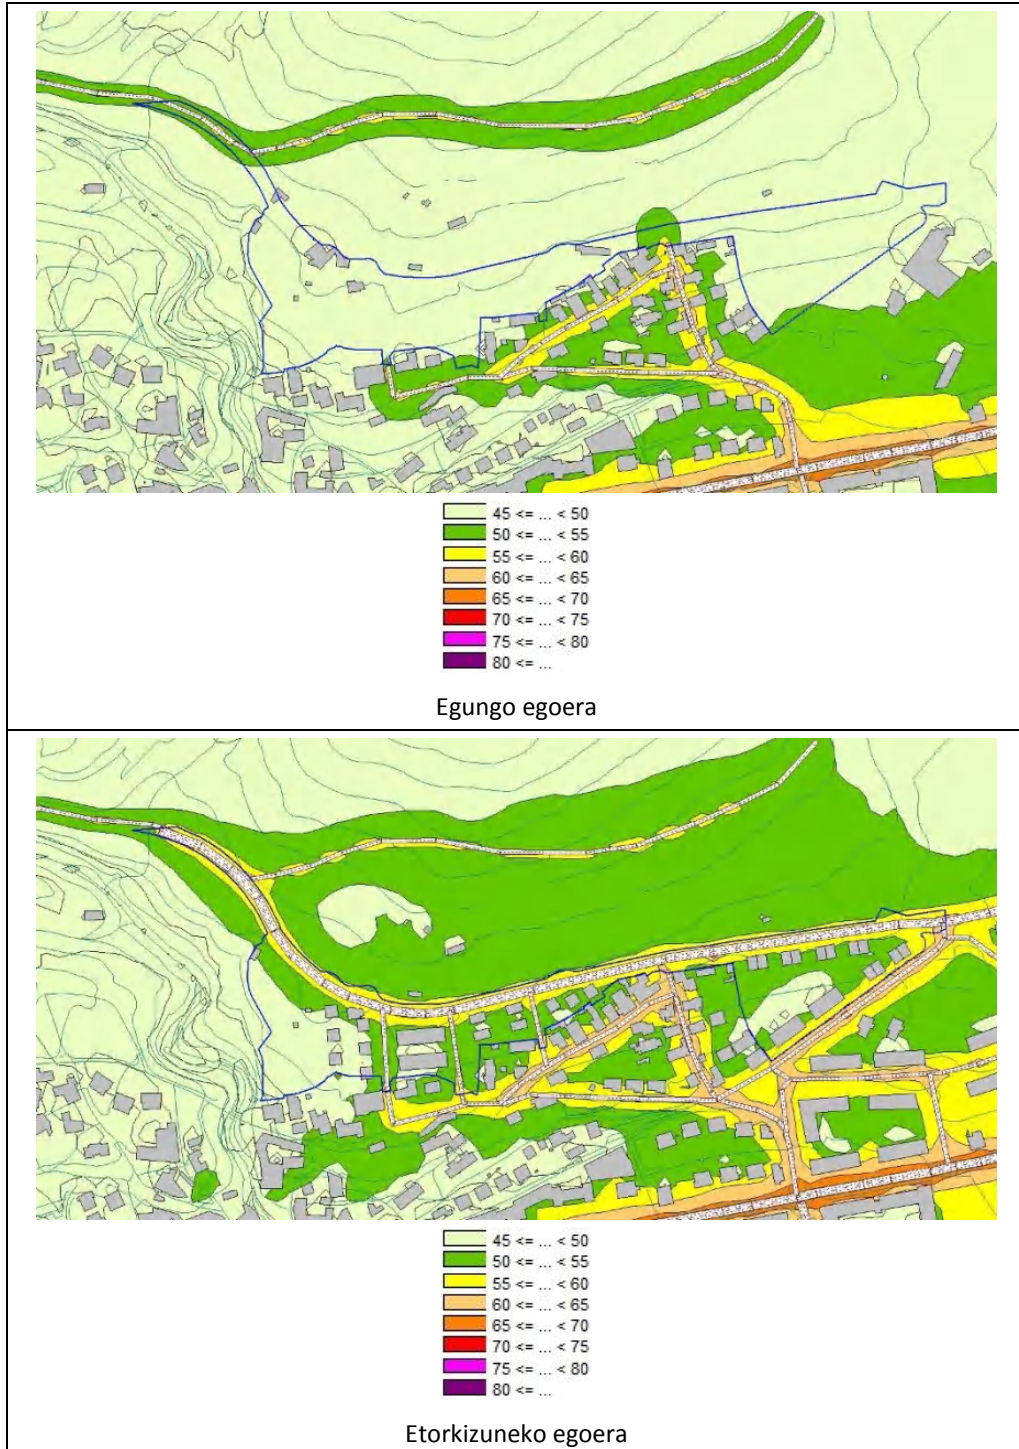 45 <= ... < 50
50 <= ... < 55
55 <= ... < 60
60 <= ... < 65
65 <= ... < 70
70 <= ... < 75
75 <= ... < 80
80 <= ...
Egungo egoera
45 <= ... < 50
50 <= ... < 55
55 <= ... < 60
60 <= ... < 65
65 <= ... < 70
70 <= ... < 75
75 <= ... < 80
80 <= ...
Etorkizuneko egoera